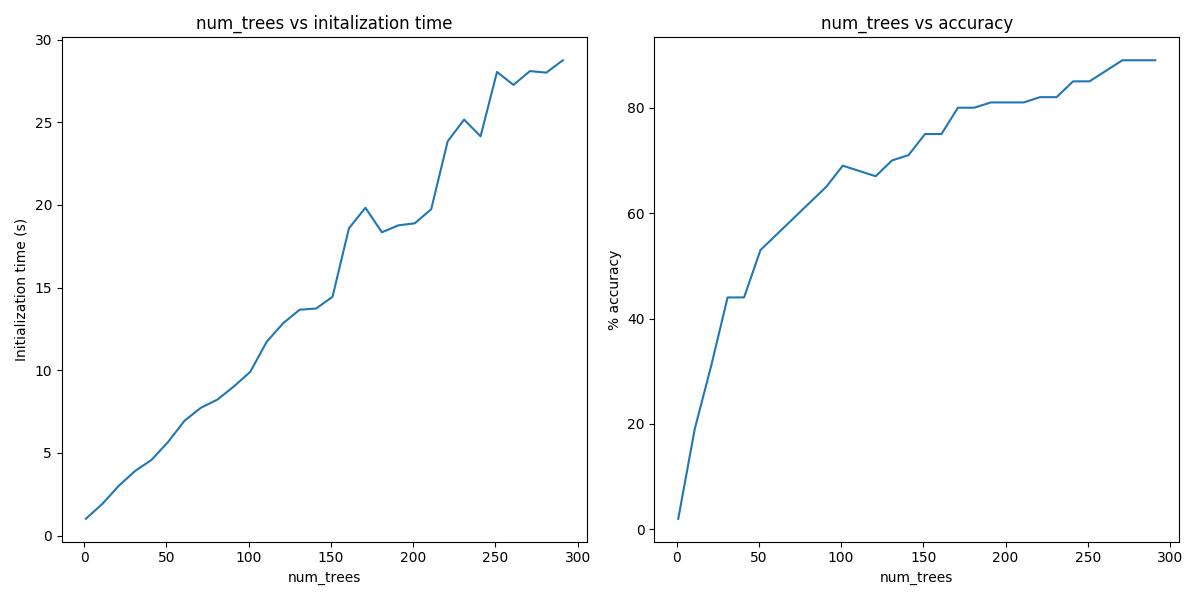 num_trees vs initalization time
30
25
20
15
10
5
0
Initialization time (s)
0 50 100 150 200 250 300
num_trees
num_trees vs accuracy
80
60
40
20
0
% accuracy
0 50 100 150 200 250 300
num_trees